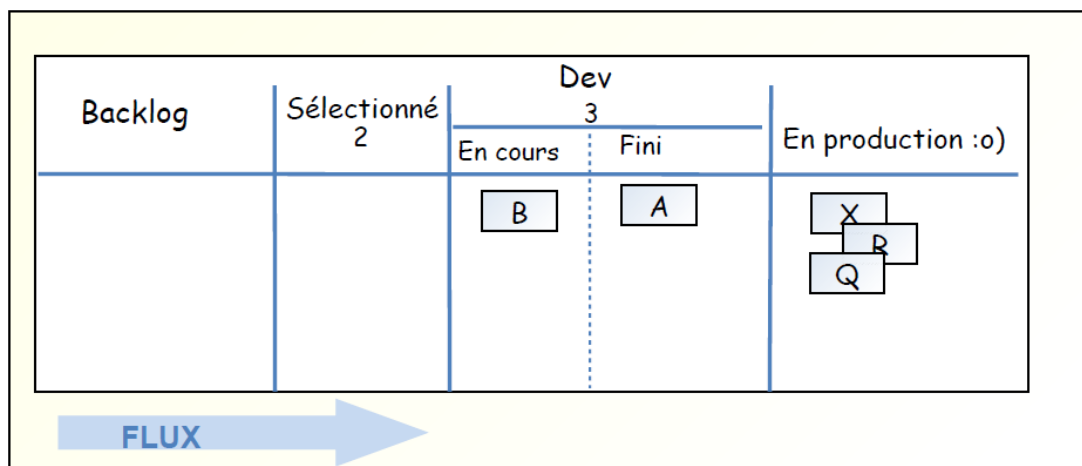 Backlog
Sélectionné
2
Dev
3
En cours
Fini
En production :o)
B
A
X
R
Q
FLUX